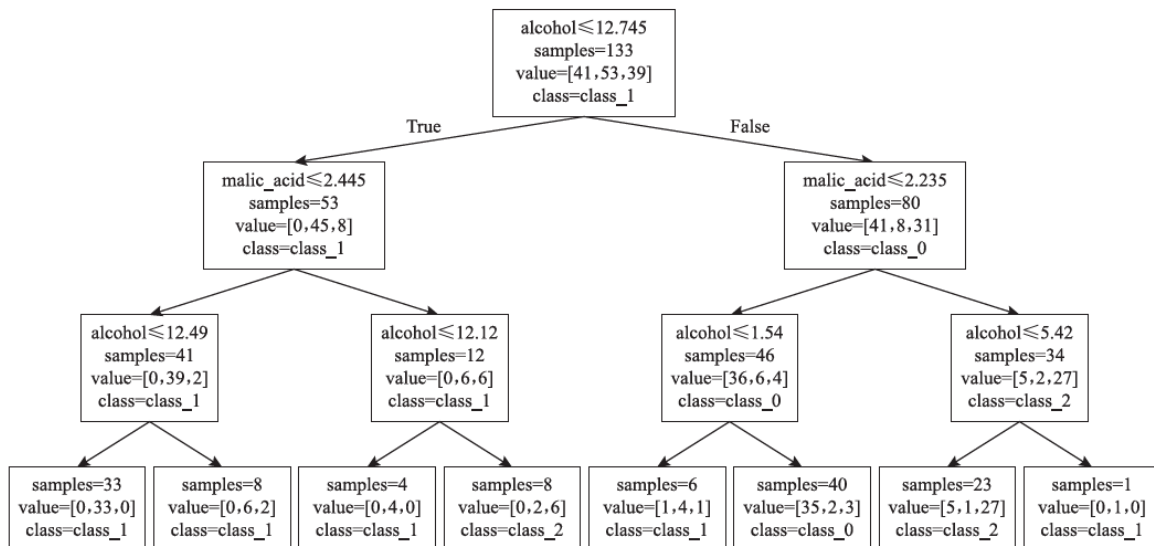 alcohol≤12.745
samples=133
value=[41,53,39]
class=class_1
True
False
malic_acid≤2.445
samples=53
value=[0,45,8]
class=class_1
malic_acid≤2.235
samples=80
value=[41,8,31]
class=class_0
alcohol≤12.49
samples=41
value=[0,39,2]
class=class_1
alcohol≤12.12
samples=12
value=[0,6,6]
class=class_1
alcohol≤1.54
samples=46
value=[36,6,4]
class=class_0
alcohol≤5.42
samples=34
value=[5,2,27]
class=class_2
samples=33
value=[0,33,0]
class=class_1
samples=8
value=[0,6,2]
class=class_1
samples=4
value=[0,4,0]
class=class_1
samples=8
value=[0,2,6]
class=class_2
samples=6
value=[1,4,1]
class=class_1
samples=40
value=[35,2,3]
class=class_0
samples=23
value=[5,1,27]
class=class_2
samples=1
value=[0,1,0]
class=class_1